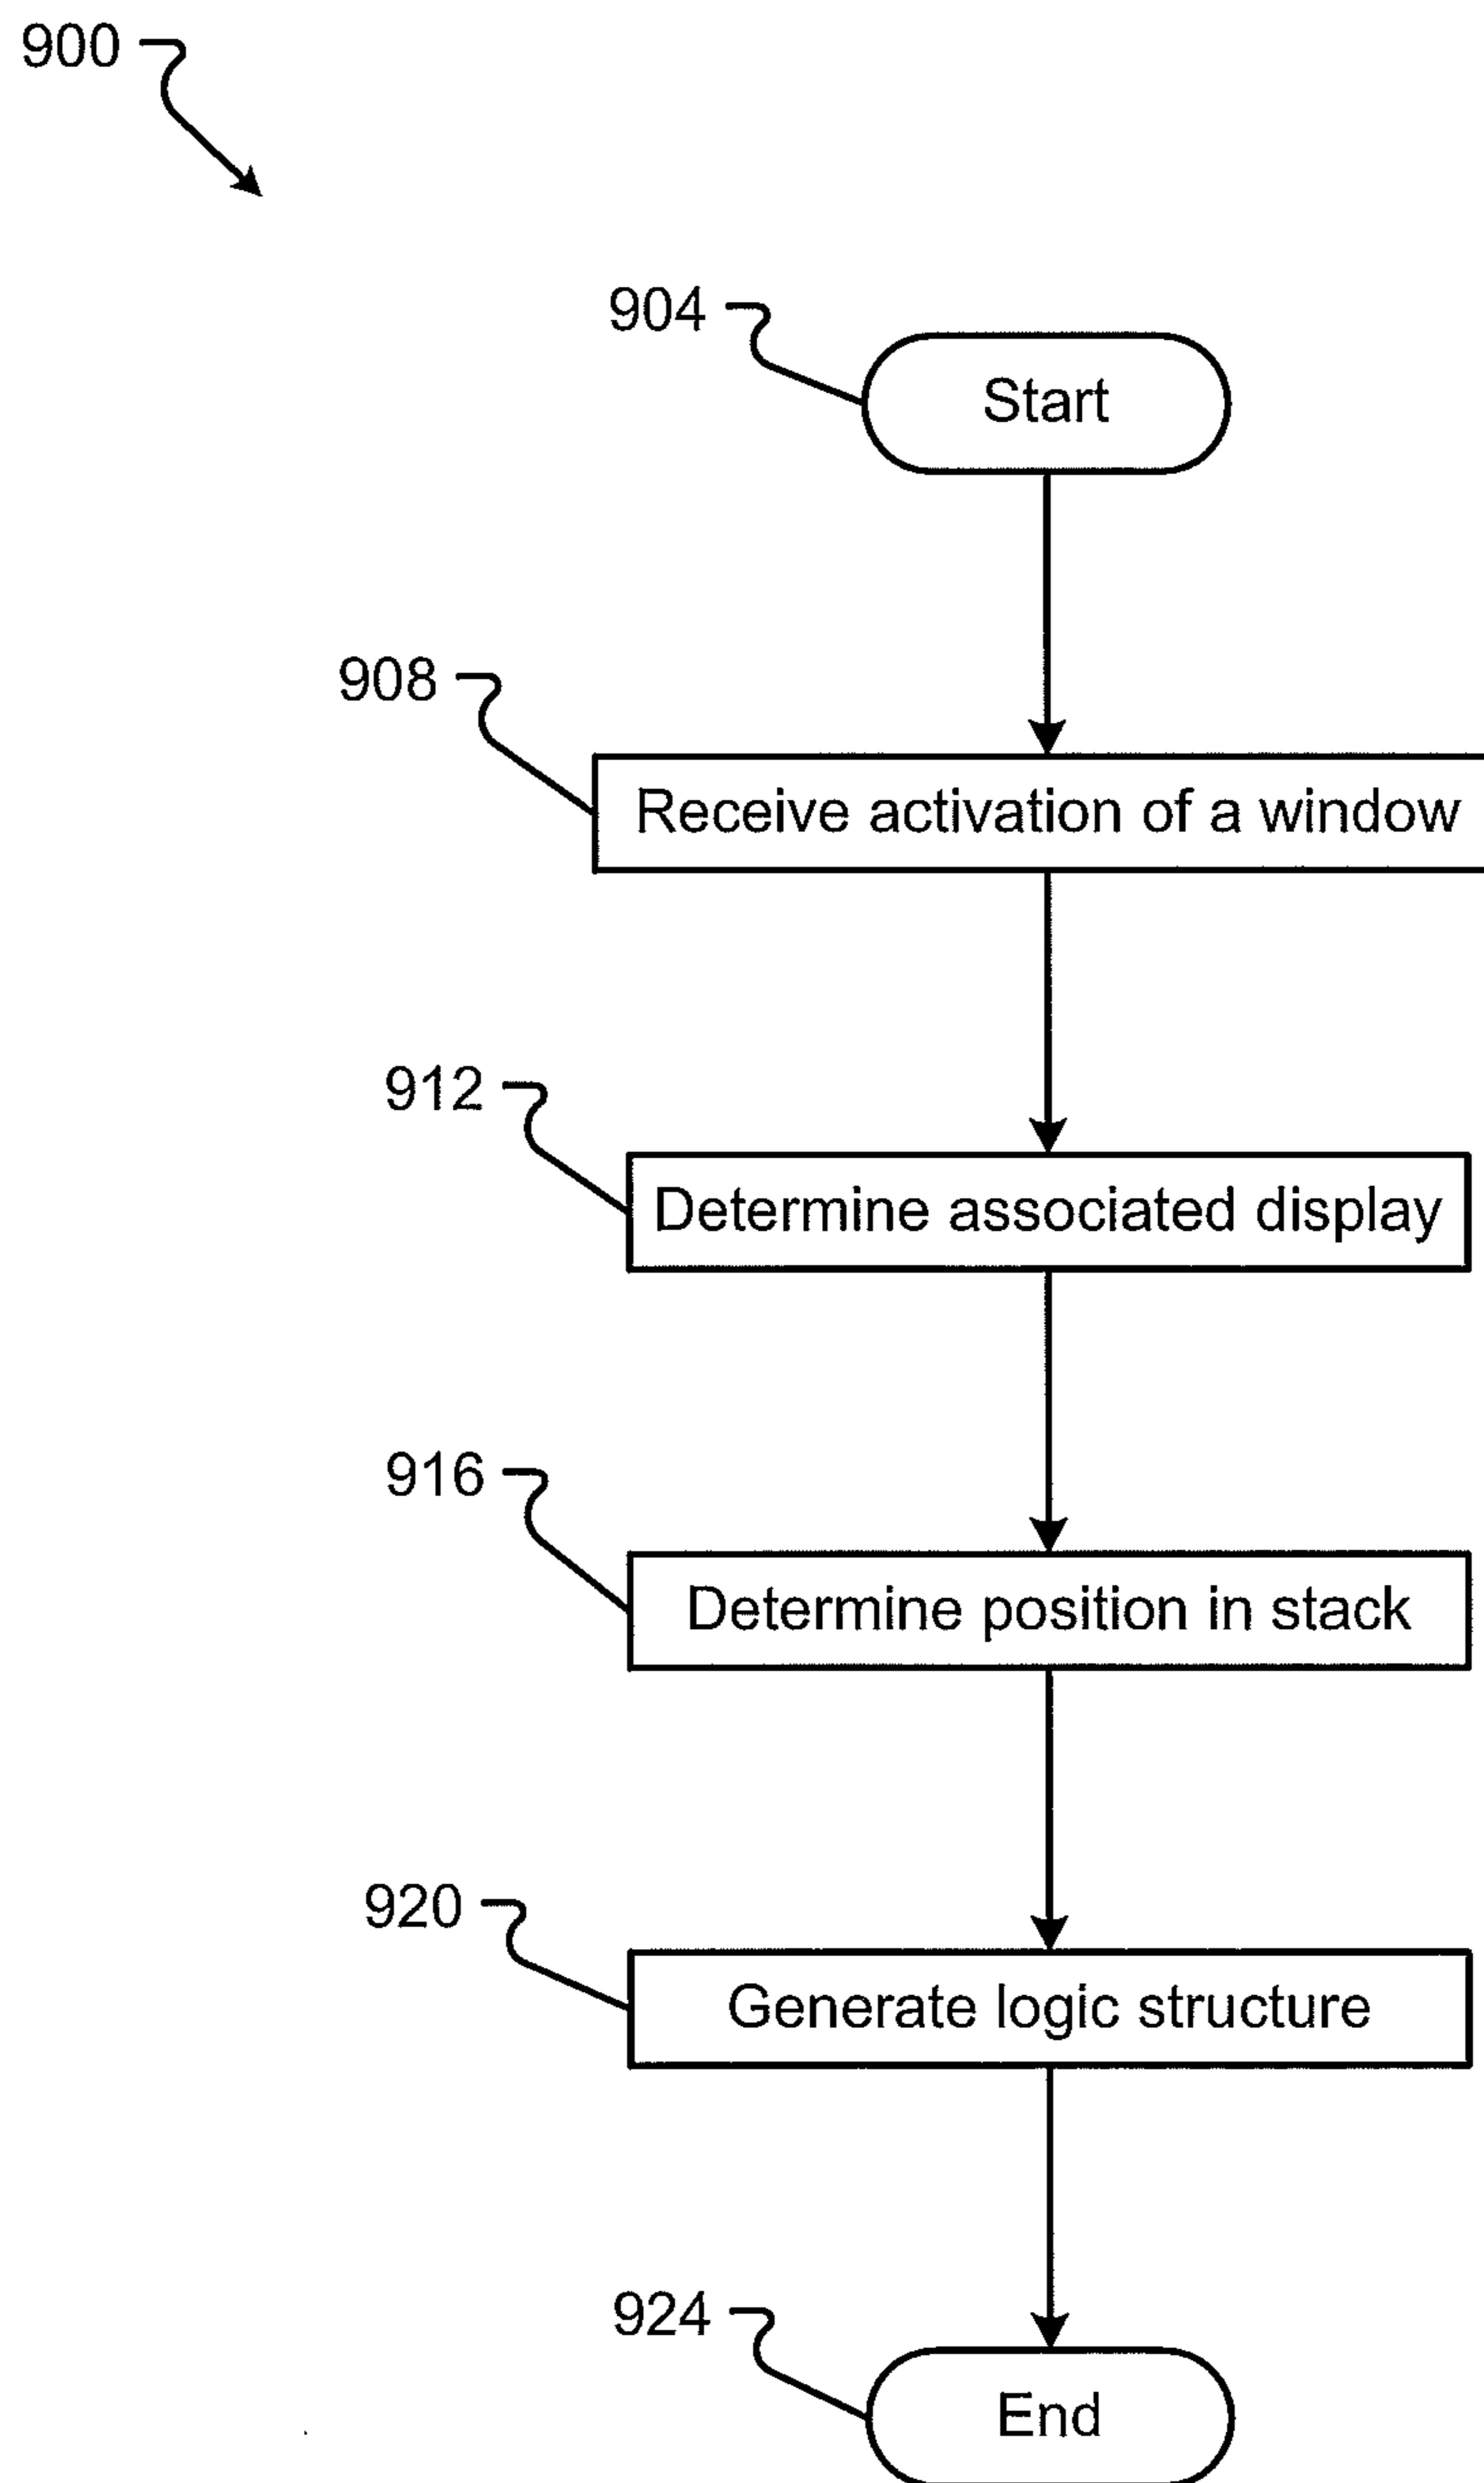 900
904
Start
908
Receive activation of a window
912
Determine associated display
916
Determine position in stack
920
Generate logic structure
924
End